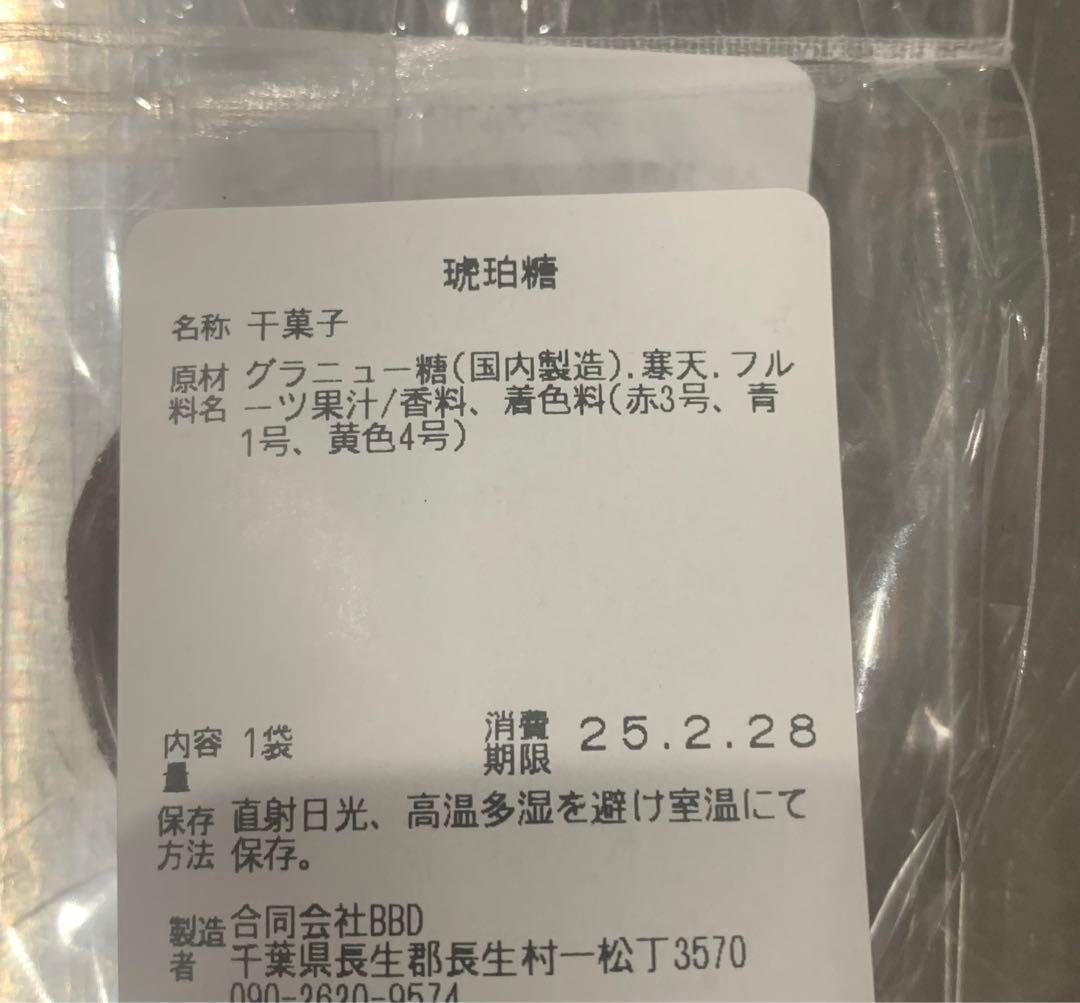 琥珀糖
名称 干菓子
原材料名 グラニュー糖(国内製造).寒天.フル
ーツ果汁/香料、着色料(赤3号、青
1号、黄色4号)
内容量 1袋
消費期限 25.2.28
保存方法 直射日光、高温多湿を避け室温にて
保存。
製造者 合同会社BBD
千葉県長生郡長生村一松丁3570
090-2620-9574